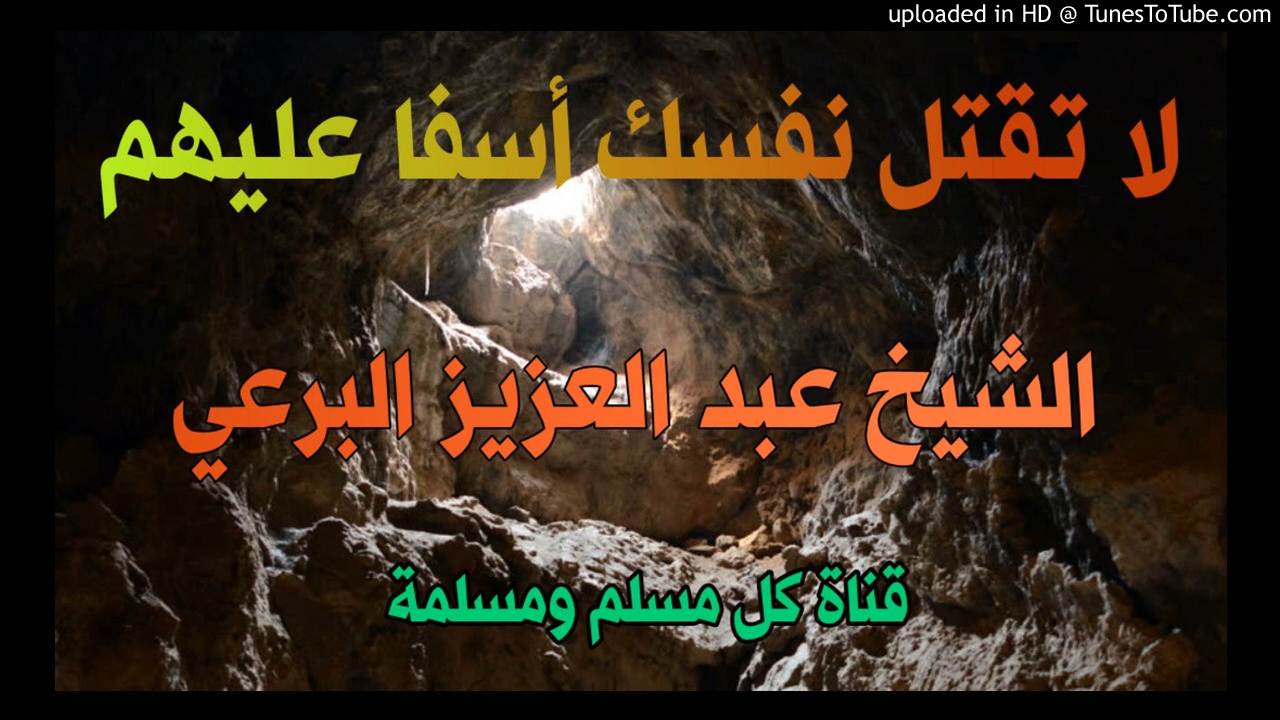 uploaded in HD @ TunesToTube.com
لا تقتل نفسك أسفا عليهم
الشيخ عبد العزيز البرعي
قناة كل مسلم ومسلمة